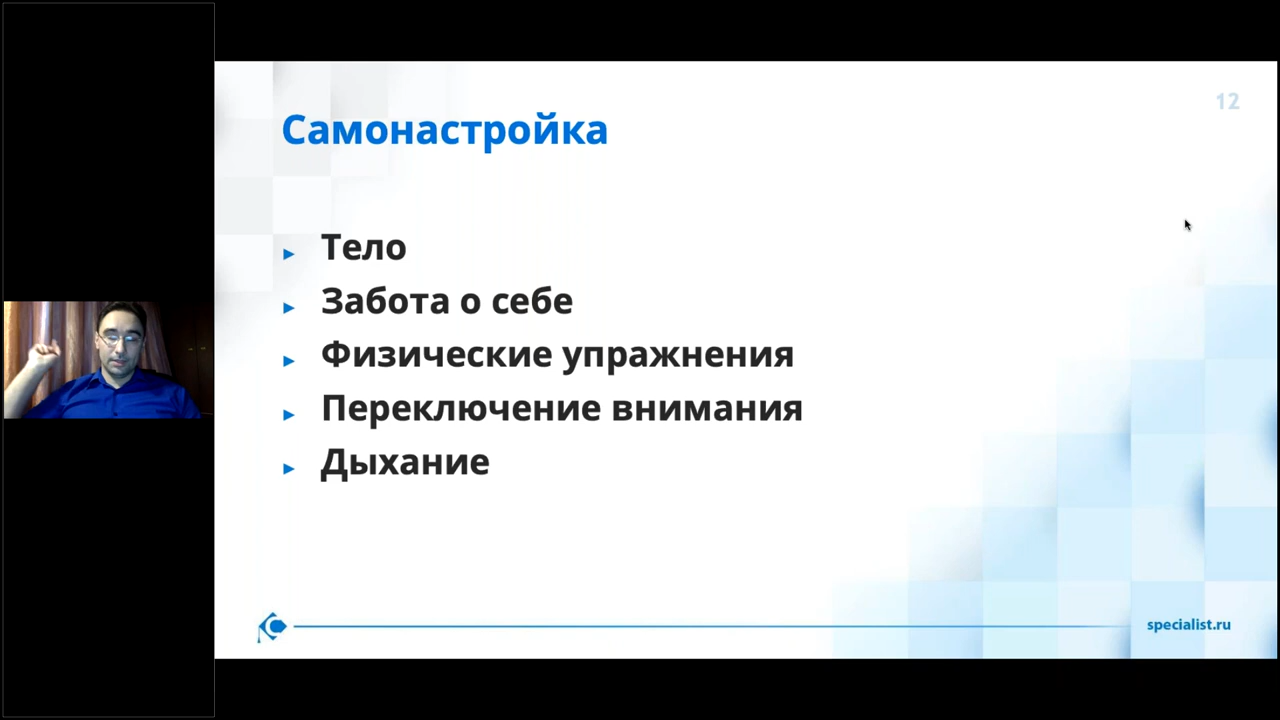 12
Самонастройка
Тело
Забота о себе
Физические упражнения
Переключение внимания
Дыхание
specialist.ru